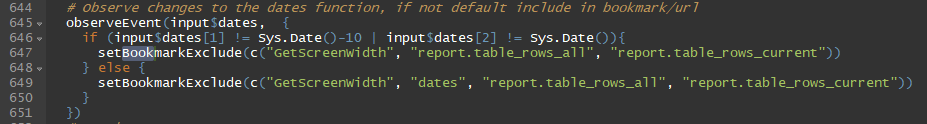 644 # Observe changes to the dates function, if not default include in bookmark/url
645 observeEvent(input$dates, {
646 if (input$dates[1] != Sys.Date()-10 | input$dates[2] != Sys.Date()){
647 setBookmarkExclude(c("GetScreenWidth", "report.table_rows_all", "report.table_rows_current"))
648 } else {
649 setBookmarkExclude(c("GetScreenWidth", "dates", "report.table_rows_all", "report.table_rows_current"))
650 }
651 })